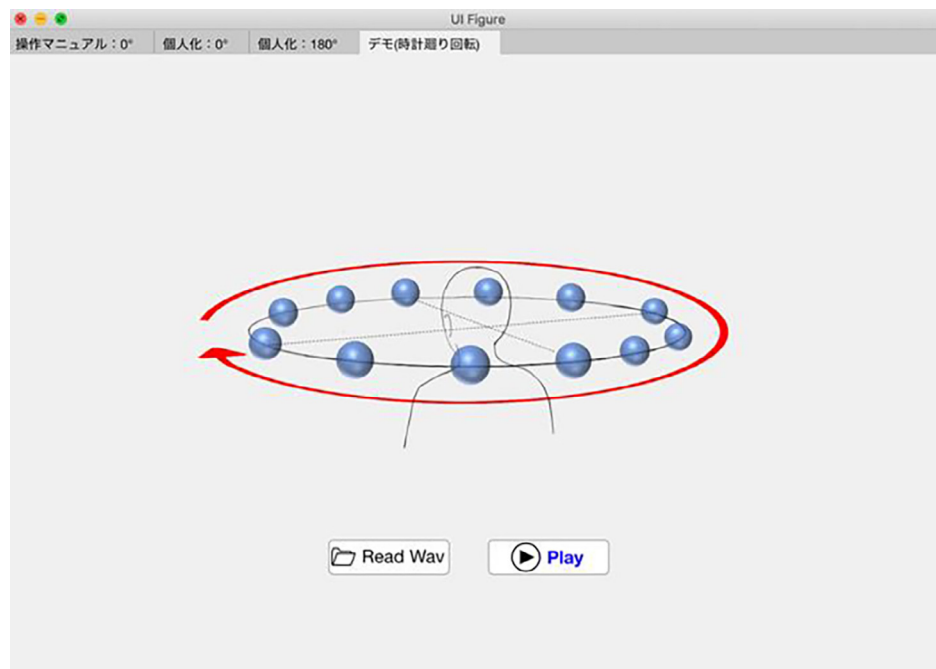 UI Figure
操作マニュアル：0°
個人化：0°
個人化：180°
デモ(時計廻り回転)
Read Wav
Play